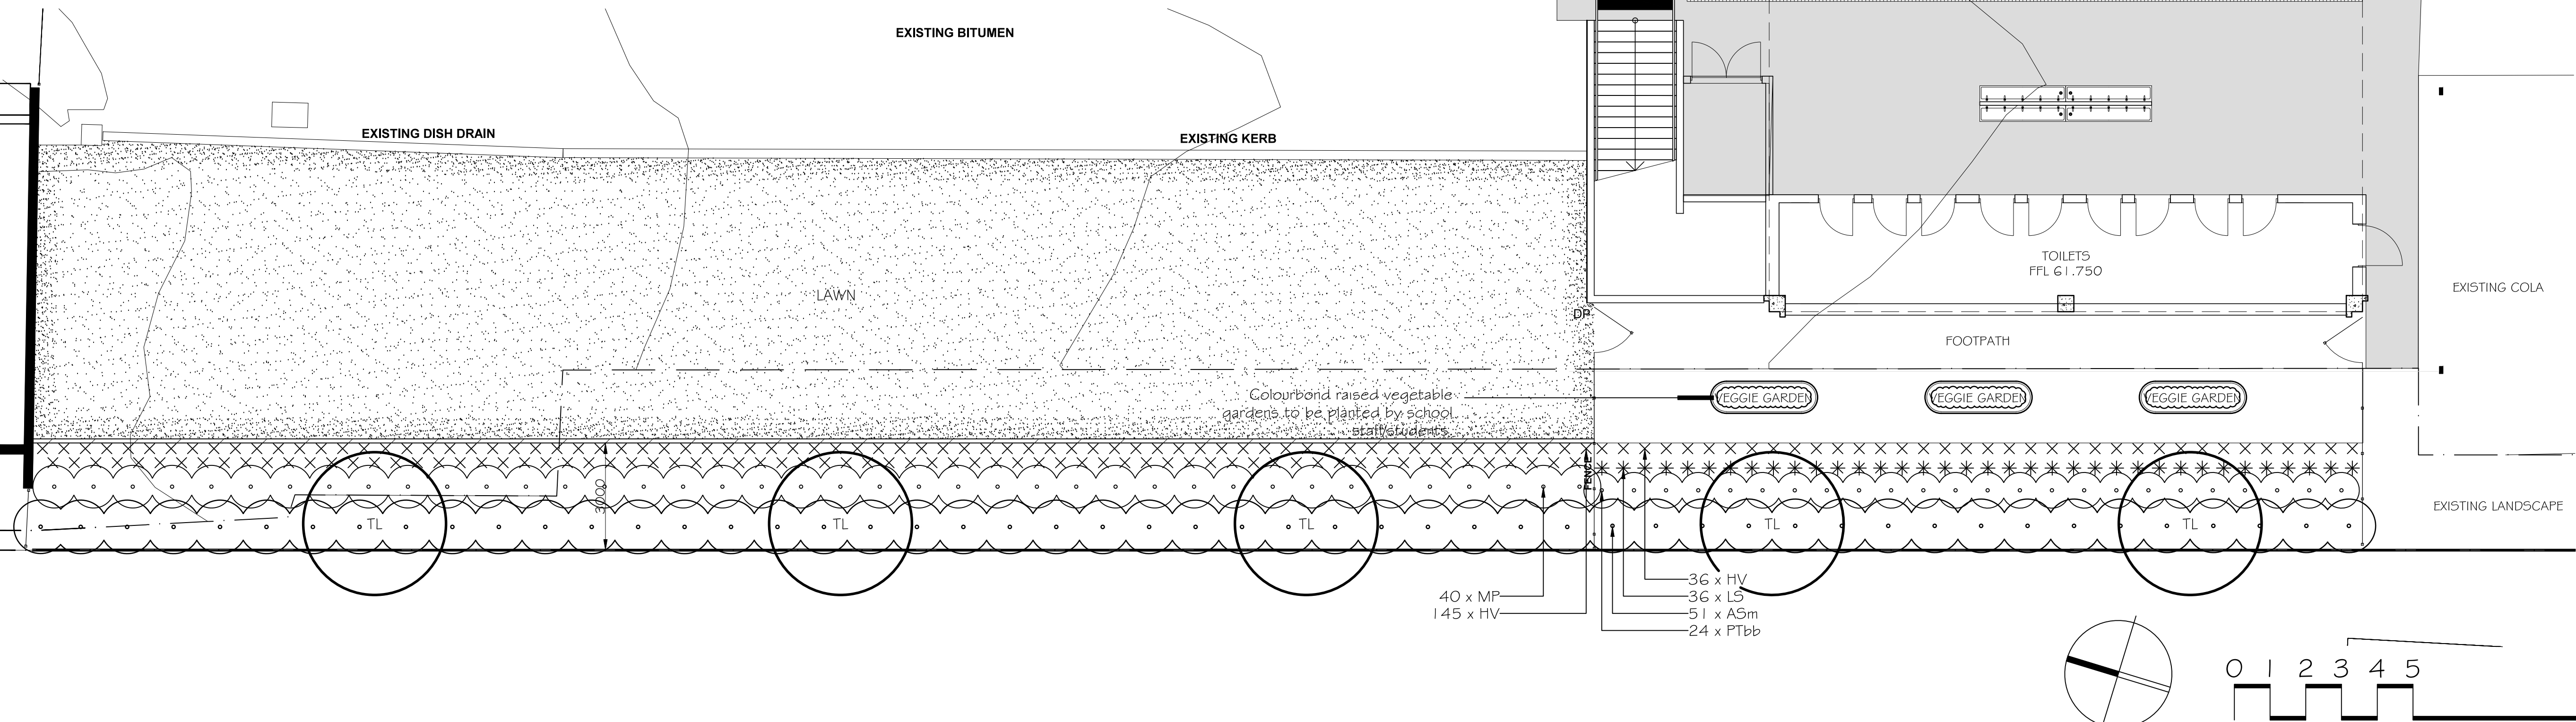 EXISTING BITUMEN
EXISTING DISH DRAIN
EXISTING KERB
TOILETS
FFL 61.750
EXISTING COLA
LAWN
DP
FOOTPATH
Colourbond raised vegetable
gardens to be planted by school
staff/students.
VEGGIE GARDEN
VEGGIE GARDEN
VEGGIE GARDEN
FENCE
3000
EXISTING LANDSCAPE
TL
TL
TL
TL
TL
40 x MP
145 x HV
36 x HV
36 x LS
51 x ASm
24 x PTbb
0 1 2 3 4 5